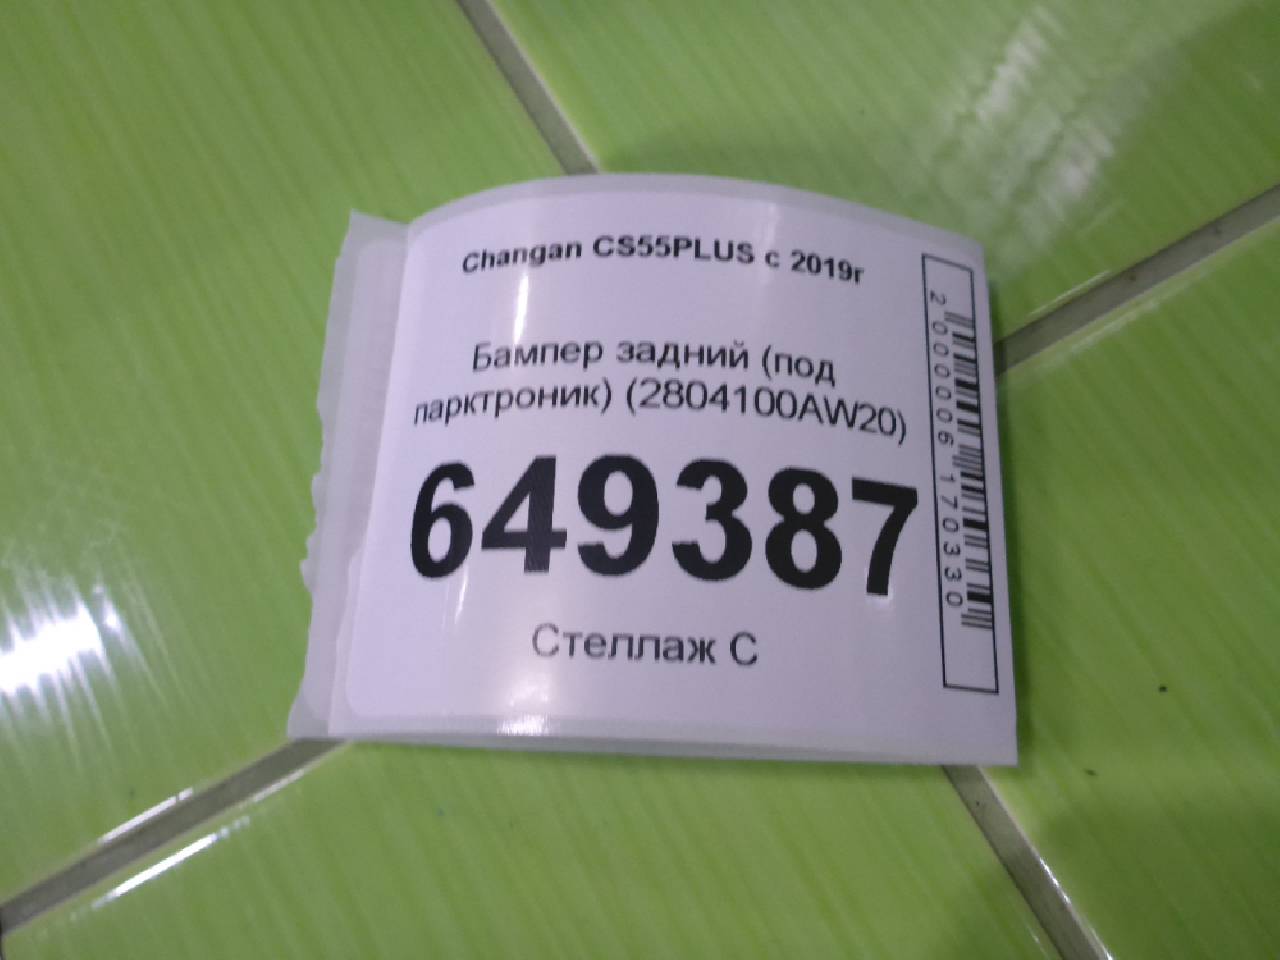 Changan CS55PLUS с 2019г
Бампер задний (под
парктроник) (2804100AW20)
649387
Стеллаж С
2000006170330